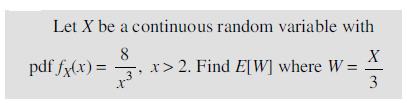 Let X be a continuous random variable with
pdf fX(x) = 8/x³, x > 2. Find E[W] where W = X/3